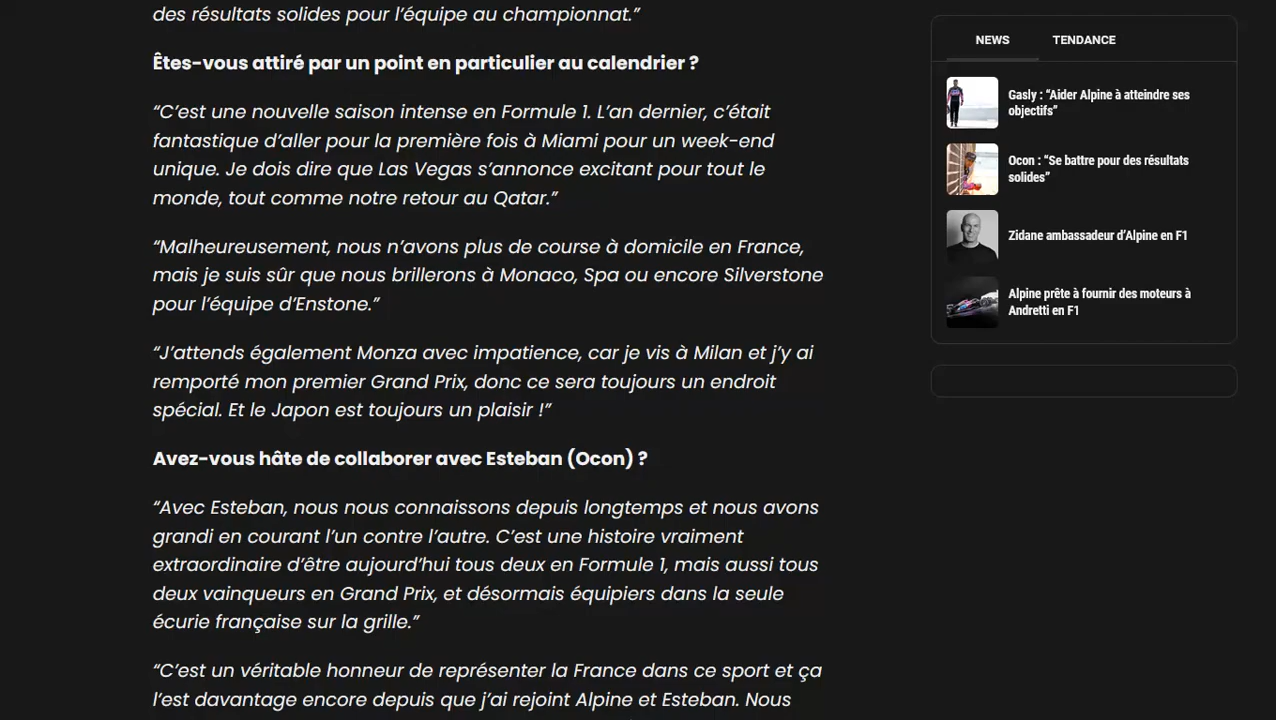 des résultats solides pour l’équipe au championnat.”
Êtes-vous attiré par un point en particulier au calendrier ?
“C’est une nouvelle saison intense en Formule 1. L’an dernier, c’était
fantastique d’aller pour la première fois à Miami pour un week-end
unique. Je dois dire que Las Vegas s’annonce excitant pour tout le
monde, tout comme notre retour au Qatar.”
“Malheureusement, nous n’avons plus de course à domicile en France,
mais je suis sûr que nous brillerons à Monaco, Spa ou encore Silverstone
pour l’équipe d’Enstone.”
“J’attends également Monza avec impatience, car je vis à Milan et j’y ai
remporté mon premier Grand Prix, donc ce sera toujours un endroit
spécial. Et le Japon est toujours un plaisir !”
Avez-vous hâte de collaborer avec Esteban (Ocon) ?
“Avec Esteban, nous nous connaissons depuis longtemps et nous avons
grandi en courant l’un contre l’autre. C’est une histoire vraiment
extraordinaire d’être aujourd’hui tous deux en Formule 1, mais aussi tous
deux vainqueurs en Grand Prix, et désormais équipiers dans la seule
écurie française sur la grille.”
“C’est un véritable honneur de représenter la France dans ce sport et ça
l’est davantage encore depuis que j’ai rejoint Alpine et Esteban. Nous
NEWS
TENDANCE
Gasly : “Aider Alpine à atteindre ses
objectifs”
Ocon : “Se battre pour des résultats
solides”
Zidane ambassadeur d’Alpine en F1
Alpine prête à fournir des moteurs à
Andretti en F1